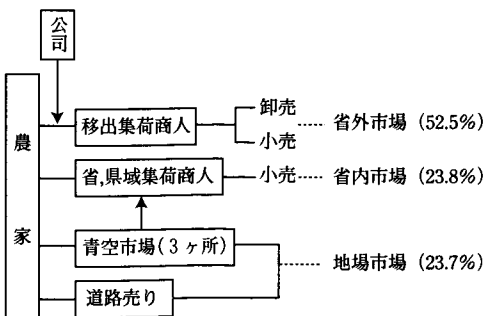 公司
農家
移出集荷商人
卸売
小売
省外市場 (52.5%)
省,県域集荷商人
小売
省内市場 (23.8%)
青空市場(3ヶ所)
地場市場 (23.7%)
道路売り